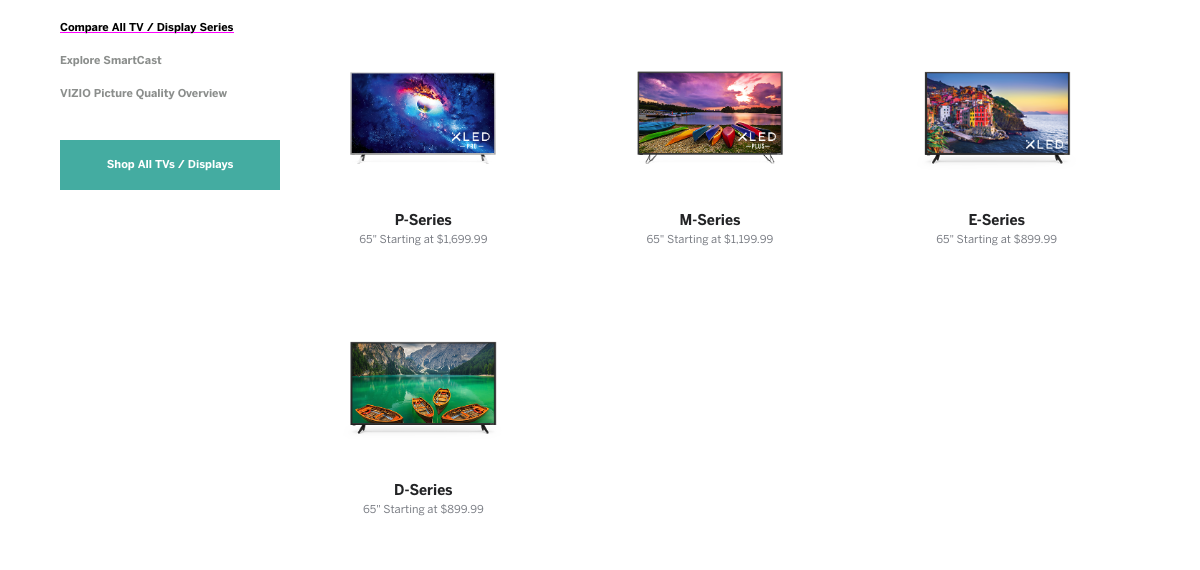 Compare All TV / Display Series
Explore SmartCast
VIZIO Picture Quality Overview
Shop All TVs / Displays
XLED
PRO
P-Series
65" Starting at $1,699.99
XLED
PLUS
M-Series
65" Starting at $1,199.99
XLED
E-Series
65" Starting at $899.99
D-Series
65" Starting at $899.99